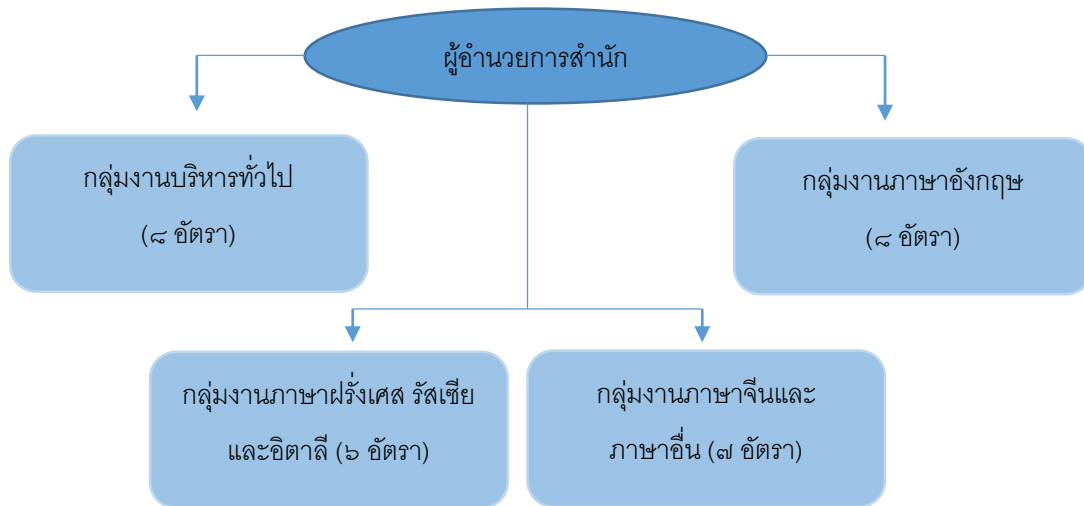 ผู้อำนวยการสำนัก
กลุ่มงานบริหารทั่วไป
(๘ อัตรา)
กลุ่มงานภาษาอังกฤษ
(๘ อัตรา)
กลุ่มงานภาษาฝรั่งเศส รัสเซีย
และอิตาลี (๖ อัตรา)
กลุ่มงานภาษาจีนและ
ภาษาอื่น (๗ อัตรา)